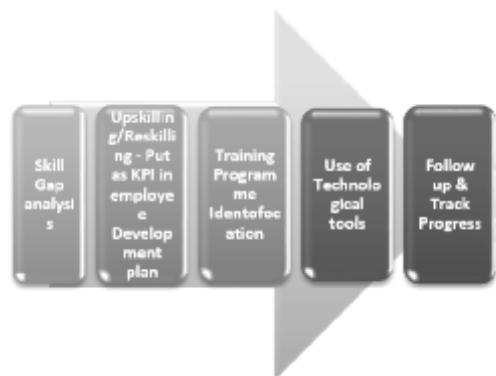 Skill
Gap
analysi
s
Upskillin
g/Reskilli
ng - Put
as KPI in
employe
e
Develop
ment
plan
Training
Program
me
Identofoc
ation
Use of
Technolo
gical
tools
Follow
up &
Track
Progress